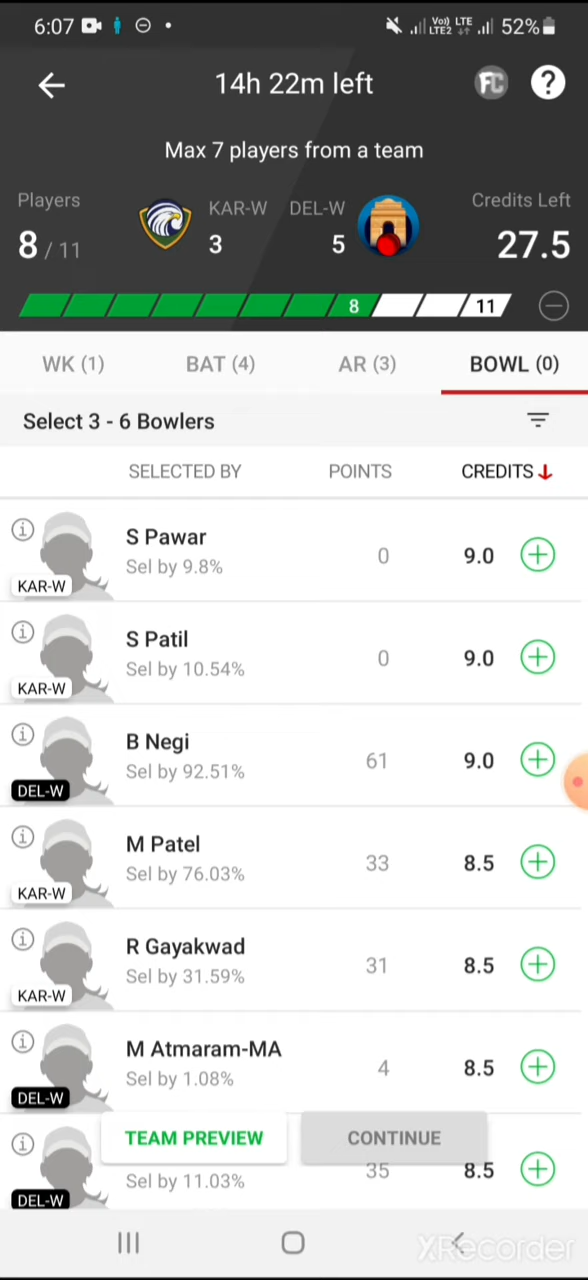 6:07 Vo) LTE LTE2 52%
14h 22m left FC ?
Max 7 players from a team
Players KAR-W DEL-W Credits Left
8 / 11 3 5 27.5
8 11
WK (1) BAT (4) AR (3) BOWL (0)
Select 3 - 6 Bowlers
SELECTED BY POINTS CREDITS
S Pawar
Sel by 9.8% 0 9.0
KAR-W
S Patil
Sel by 10.54% 0 9.0
KAR-W
B Negi
Sel by 92.51% 61 9.0
DEL-W
M Patel
Sel by 76.03% 33 8.5
KAR-W
R Gayakwad
Sel by 31.59% 31 8.5
KAR-W
M Atmaram-MA
Sel by 1.08% 4 8.5
DEL-W
TEAM PREVIEW CONTINUE
Sel by 11.03% 35 8.5
DEL-W
XRecorder